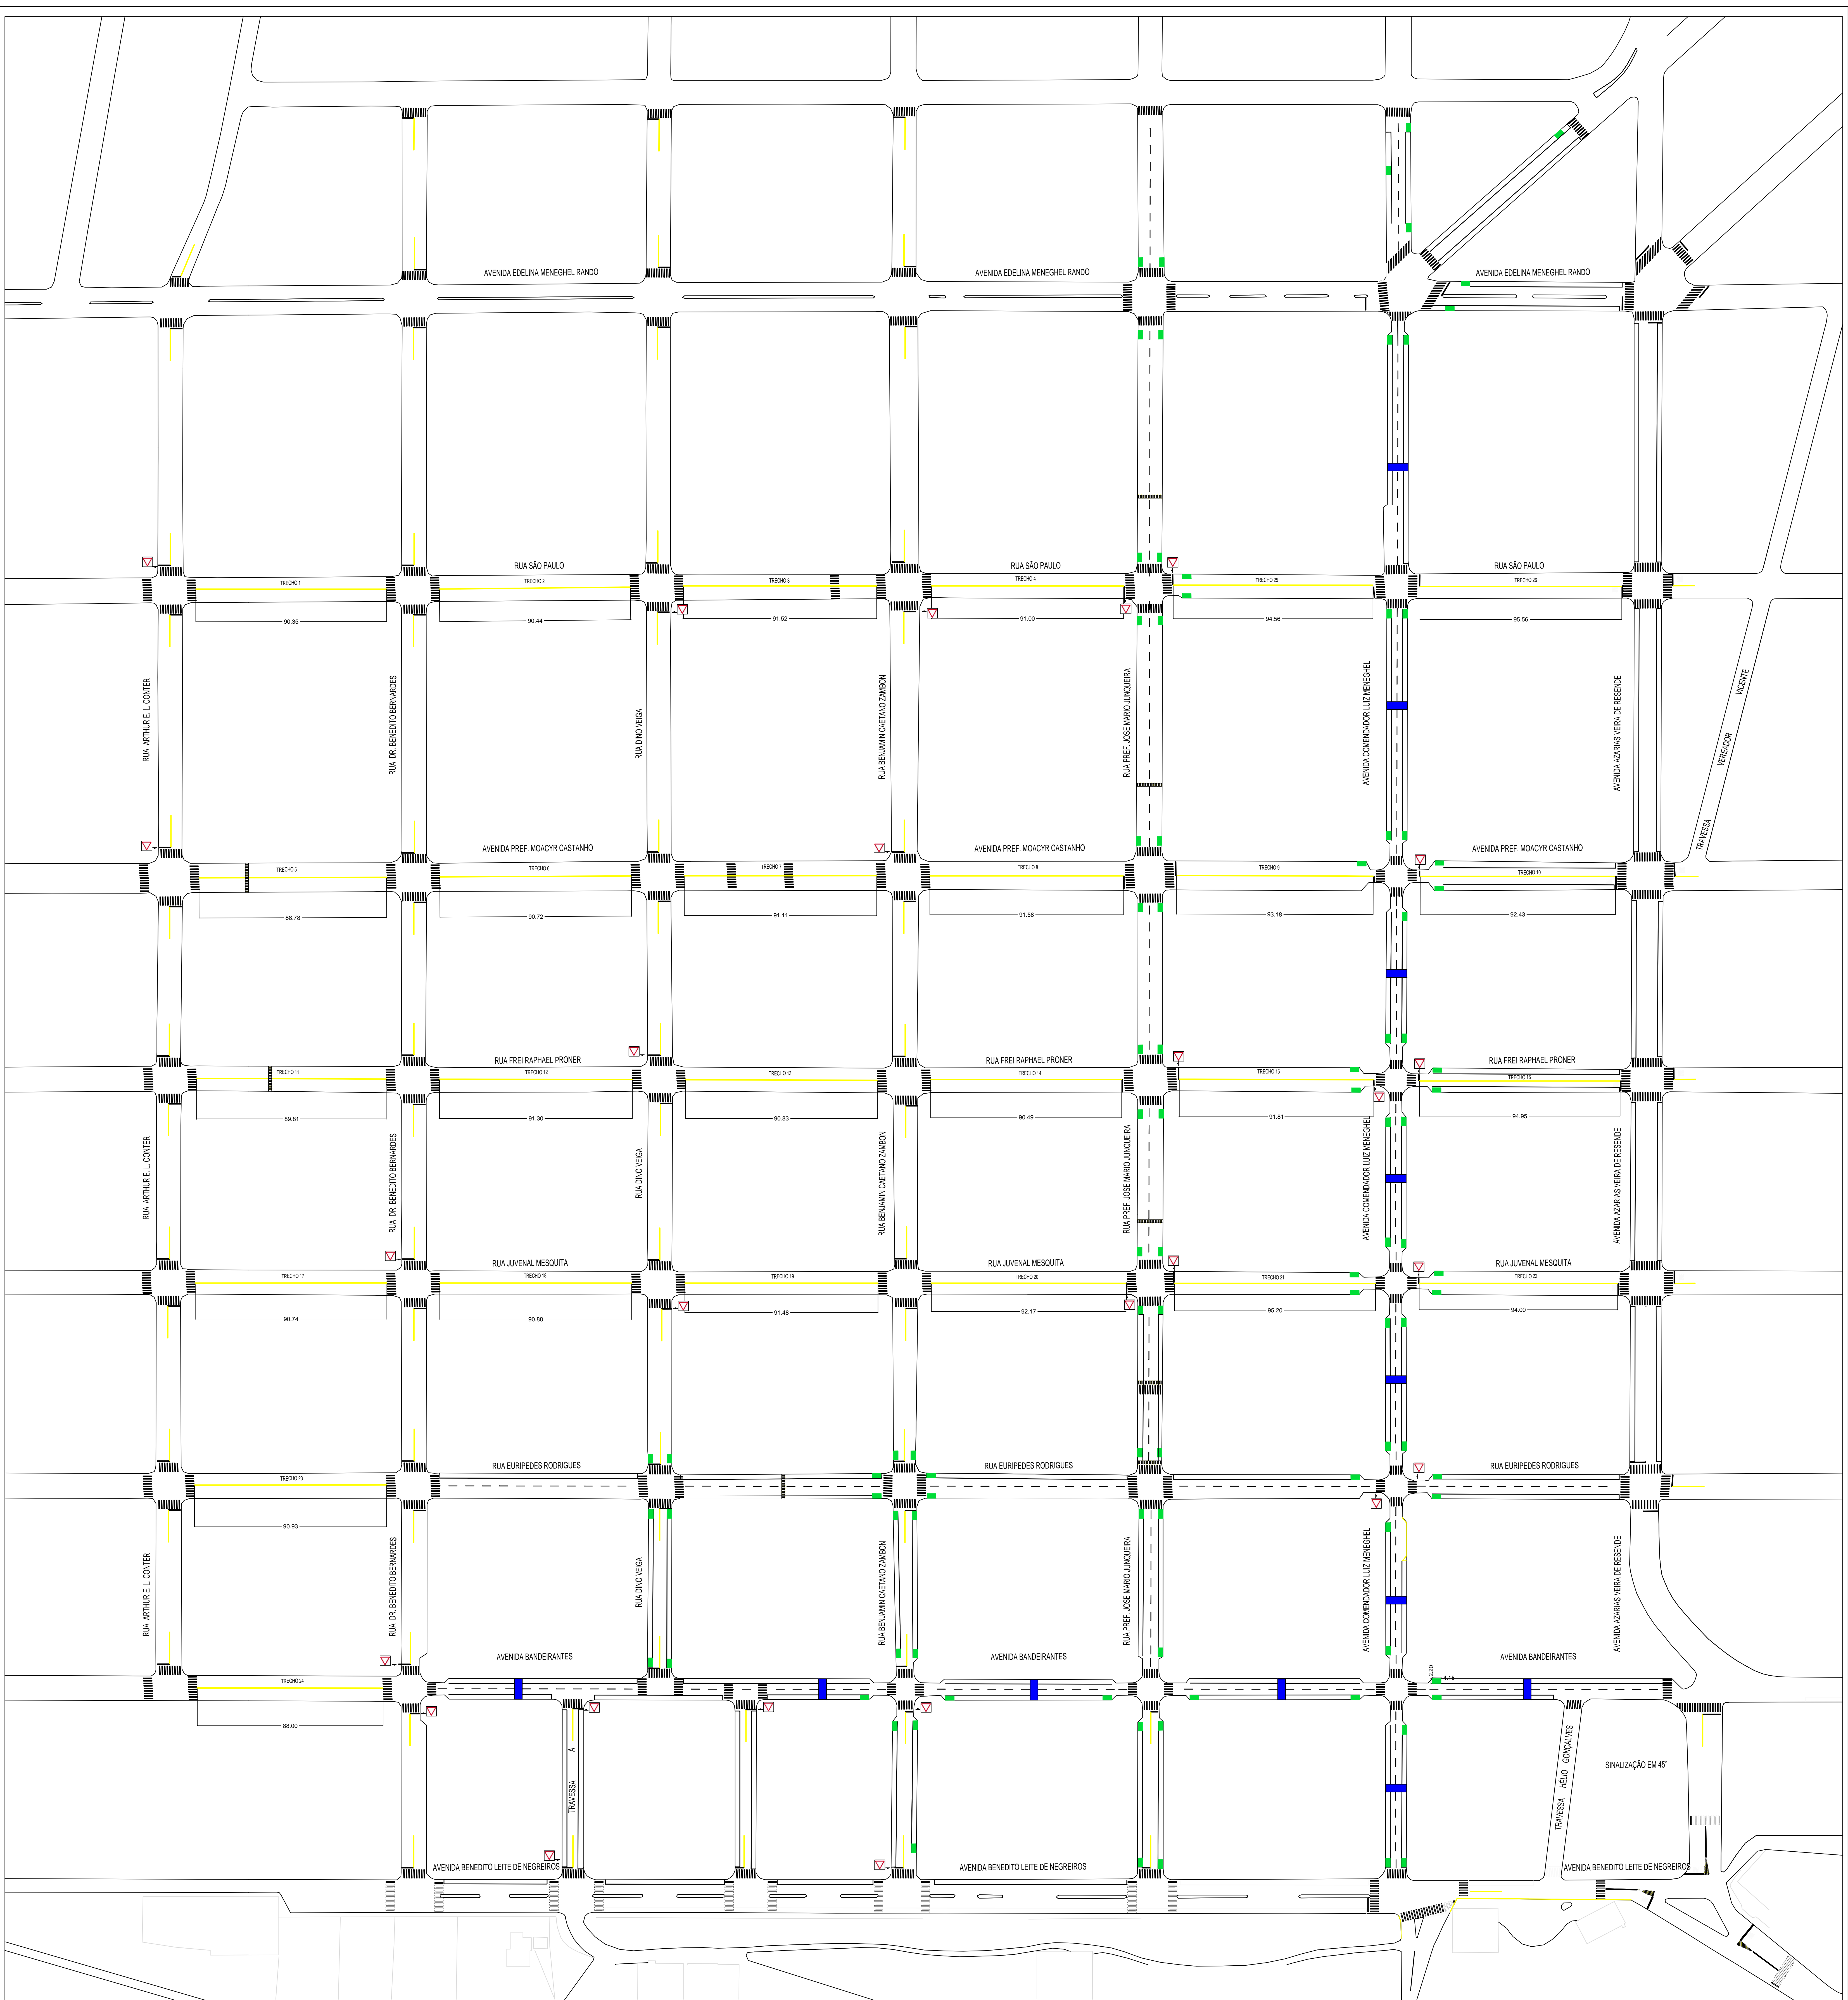 AVENIDA EDELINA MENEGHEL RANDO
AVENIDA EDELINA MENEGHEL RANDO
AVENIDA EDELINA MENEGHEL RANDO
RUA SÃO PAULO
RUA SÃO PAULO
RUA SÃO PAULO
TRECHO 1
TRECHO 2
TRECHO 3
TRECHO 4
TRECHO 25
TRECHO 26
90.35
90.44
91.52
91.00
94.56
95.56
RUA ARTHUR E. L. CONTER
RUA DR. BENEDITO BERNARDES
RUA DINO VEIGA
RUA BENJAMIN CAETANO ZAMBON
RUA PREF. JOSE MARIO JUNQUEIRA
AVENIDA COMENDADOR LUIZ MENEGHEL
AVENIDA AZARIAS VEIRA DE RESENDE
TRAVESSA VEREADOR VICENTE
AVENIDA PREF. MOACYR CASTANHO
AVENIDA PREF. MOACYR CASTANHO
AVENIDA PREF. MOACYR CASTANHO
TRECHO 5
TRECHO 6
TRECHO 7
TRECHO 8
TRECHO 9
TRECHO 10
88.78
90.72
91.11
91.58
93.18
92.43
RUA FREI RAPHAEL PRONER
RUA FREI RAPHAEL PRONER
RUA FREI RAPHAEL PRONER
TRECHO 11
TRECHO 12
TRECHO 13
TRECHO 14
TRECHO 15
TRECHO 16
89.81
91.30
90.83
90.49
91.81
94.95
RUA ARTHUR E. L. CONTER
RUA DR. BENEDITO BERNARDES
RUA DINO VEIGA
RUA BENJAMIN CAETANO ZAMBON
RUA PREF. JOSE MARIO JUNQUEIRA
AVENIDA COMENDADOR LUIZ MENEGHEL
AVENIDA AZARIAS VEIRA DE RESENDE
RUA JUVENAL MESQUITA
RUA JUVENAL MESQUITA
RUA JUVENAL MESQUITA
TRECHO 17
TRECHO 18
TRECHO 19
TRECHO 20
TRECHO 21
TRECHO 22
90.74
90.88
91.48
92.17
95.20
94.00
RUA EURIPEDES RODRIGUES
RUA EURIPEDES RODRIGUES
RUA EURIPEDES RODRIGUES
TRECHO 23
90.93
RUA ARTHUR E. L. CONTER
RUA DR. BENEDITO BERNARDES
RUA DINO VEIGA
RUA BENJAMIN CAETANO ZAMBON
RUA PREF. JOSE MARIO JUNQUEIRA
AVENIDA COMENDADOR LUIZ MENEGHEL
AVENIDA AZARIAS VEIRA DE RESENDE
AVENIDA BANDEIRANTES
AVENIDA BANDEIRANTES
AVENIDA BANDEIRANTES
2.20
4.15
TRECHO 24
88.00
TRAVESSA A
TRAVESSA HÉLIO GONÇALVES
SINALIZAÇÃO EM 45°
AVENIDA BENEDITO LEITE DE NEGREIROS
AVENIDA BENEDITO LEITE DE NEGREIROS
AVENIDA BENEDITO LEITE DE NEGREIROS